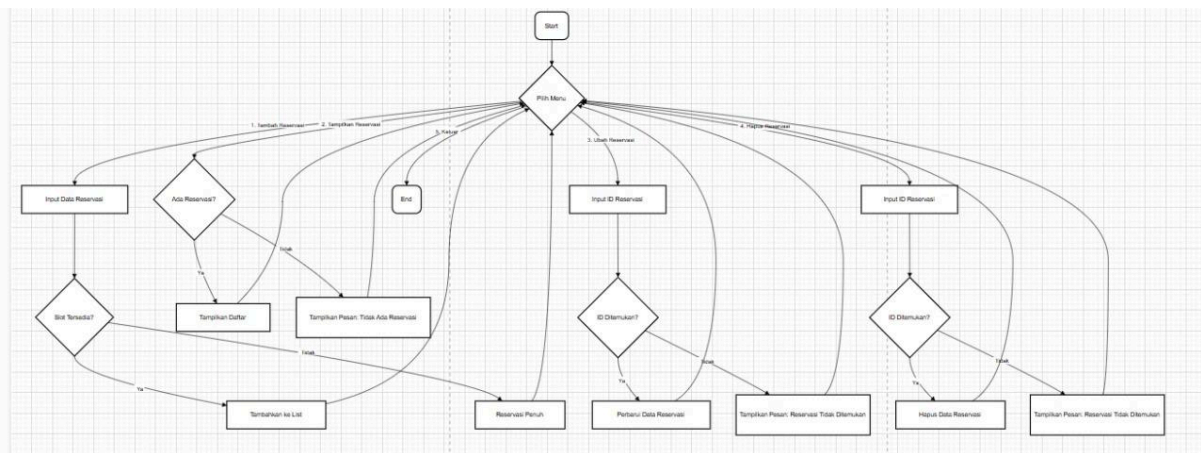 Start
Pilih Menu
1. Tambah Reservasi
2. Tampilkan Reservasi
5. Keluar
3. Ubah Reservasi
4. Hapus Reservasi
Input Data Reservasi
Ada Reservasi?
End
Input ID Reservasi
Input ID Reservasi
Tidak
Ya
Slot Tersedia?
Tampilkan Daftar
Tampilkan Pesan: Tidak Ada Reservasi
ID Ditemukan?
ID Ditemukan?
Tidak
Tidak
Tidak
Ya
Ya
Ya
Tambahkan ke List
Reservasi Penuh
Perbarui Data Reservasi
Tampilkan Pesan: Reservasi Tidak Ditemukan
Hapus Data Reservasi
Tampilkan Pesan: Reservasi Tidak Ditemukan